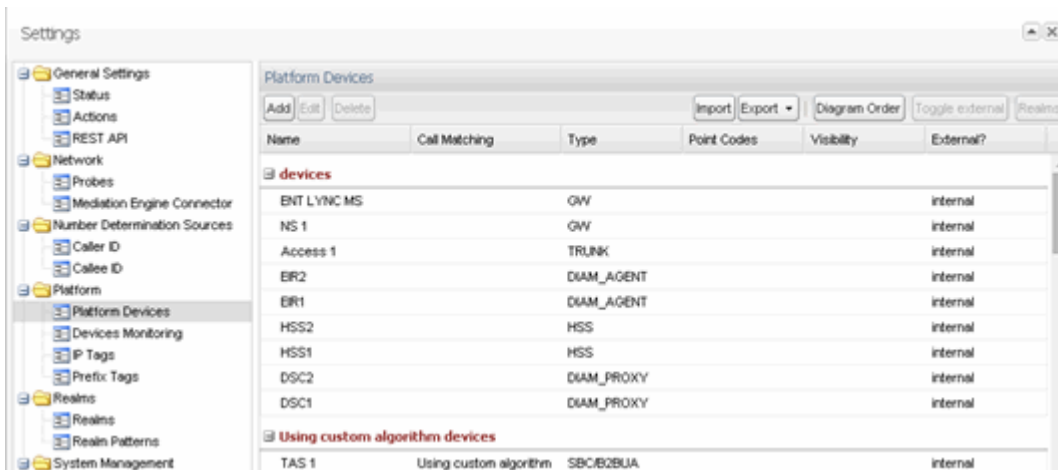 Settings
General Settings
Status
Actions
REST API
Network
Probes
Mediation Engine Connector
Number Determination Sources
Caller ID
Callee ID
Platform
Platform Devices
Devices Monitoring
IP Tags
Prefix Tags
Realms
Realms
Realm Patterns
System Management
Platform Devices
Add Edit Delete Import Export Diagram Order Toggle external Realms
Name Call Matching Type Point Codes Visibility External?
devices
ENT LYNC MS GW internal
NS 1 GW internal
Access 1 TRUNK internal
EIR2 DIAM_AGENT internal
EIR1 DIAM_AGENT internal
HSS2 HSS internal
HSS1 HSS internal
DSC2 DIAM_PROXY internal
DSC1 DIAM_PROXY internal
Using custom algorithm devices
TAS 1 Using custom algorithm SBC/B2BUA internal